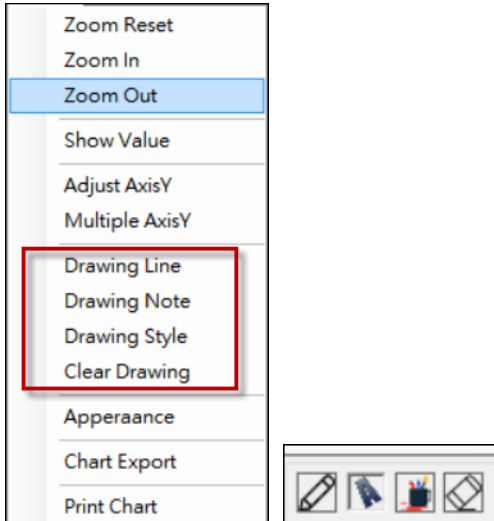 Zoom Reset
Zoom In
Zoom Out
Show Value
Adjust AxisY
Multiple AxisY
Drawing Line
Drawing Note
Drawing Style
Clear Drawing
Apperaance
Chart Export
Print Chart